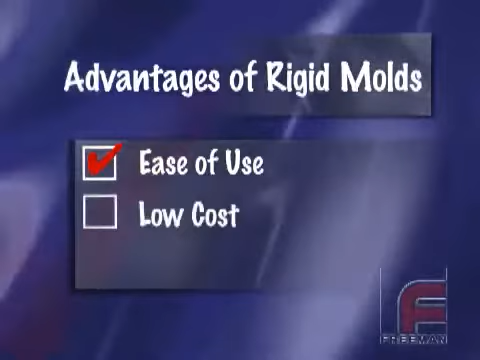 Advantages of Rigid Molds
Ease of Use
Low Cost
FREEMAN